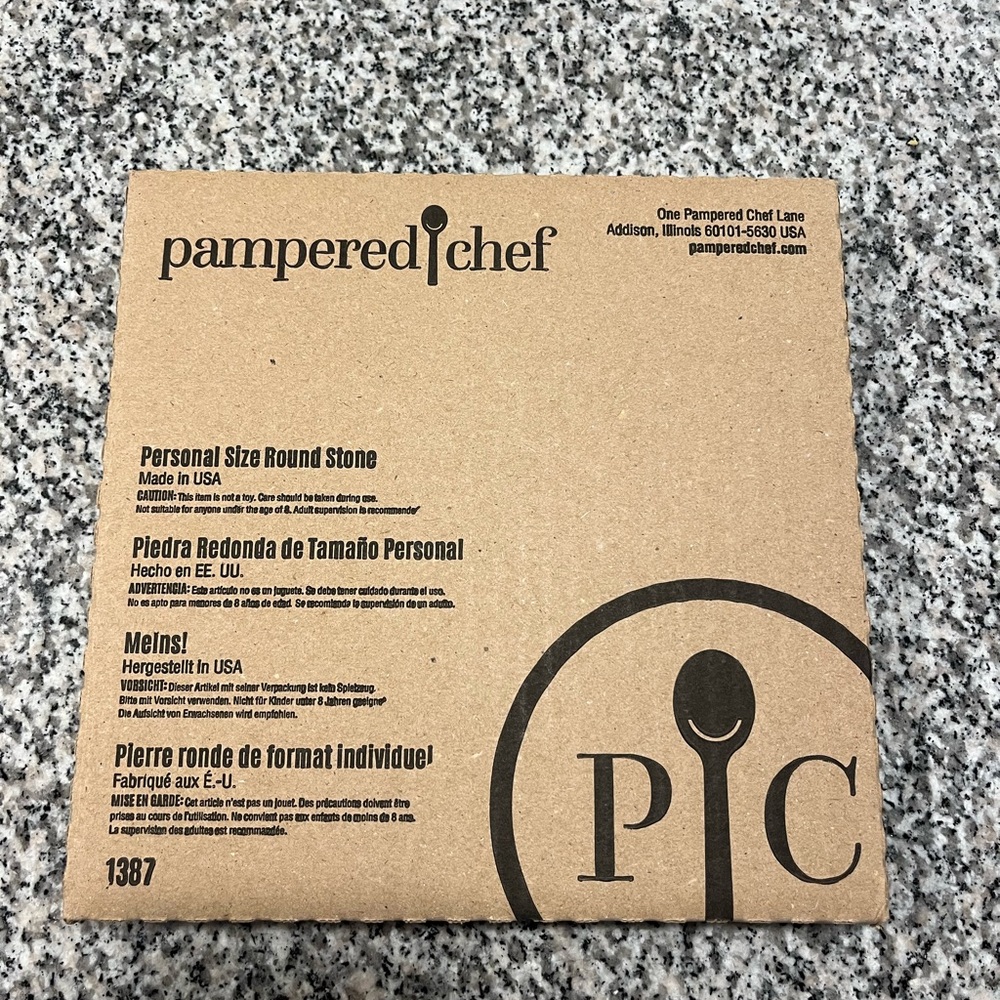 pampered chef
One Pampered Chef Lane
Addison, Illinois 60101-5630 USA
pamperedchef.com
Personal Size Round Stone
Made in USA
CAUTION: This item is not a toy. Care should be taken during use.
Not suitable for anyone under the age of 8. Adult supervision is recommended
Piedra Redonda de Tamaño Personal
Hecho en EE. UU.
ADVERTENCIA: Este artículo no es un juguete. Se debe tener cuidado durante el uso.
No es apto para menores de 8 años de edad. Se recomienda la supervisión de un adulto.
Meins!
Hergestellt in USA
VORSICHT: Dieser Artikel mit seiner Verpackung ist kein Spielzeug.
Bitte mit Vorsicht verwenden. Nicht für Kinder unter 8 Jahren geeignet
Die Aufsicht von Erwachsenen wird empfohlen.
Pierre ronde de format individuel
Fabriqué aux É.-U.
MISE EN GARDE: Cet article n'est pas un jouet. Des précautions doivent être
prises au cours de l'utilisation. Ne convient pas aux enfants de moins de 8 ans.
La supervision des adultes est recommandée.
1387
PC